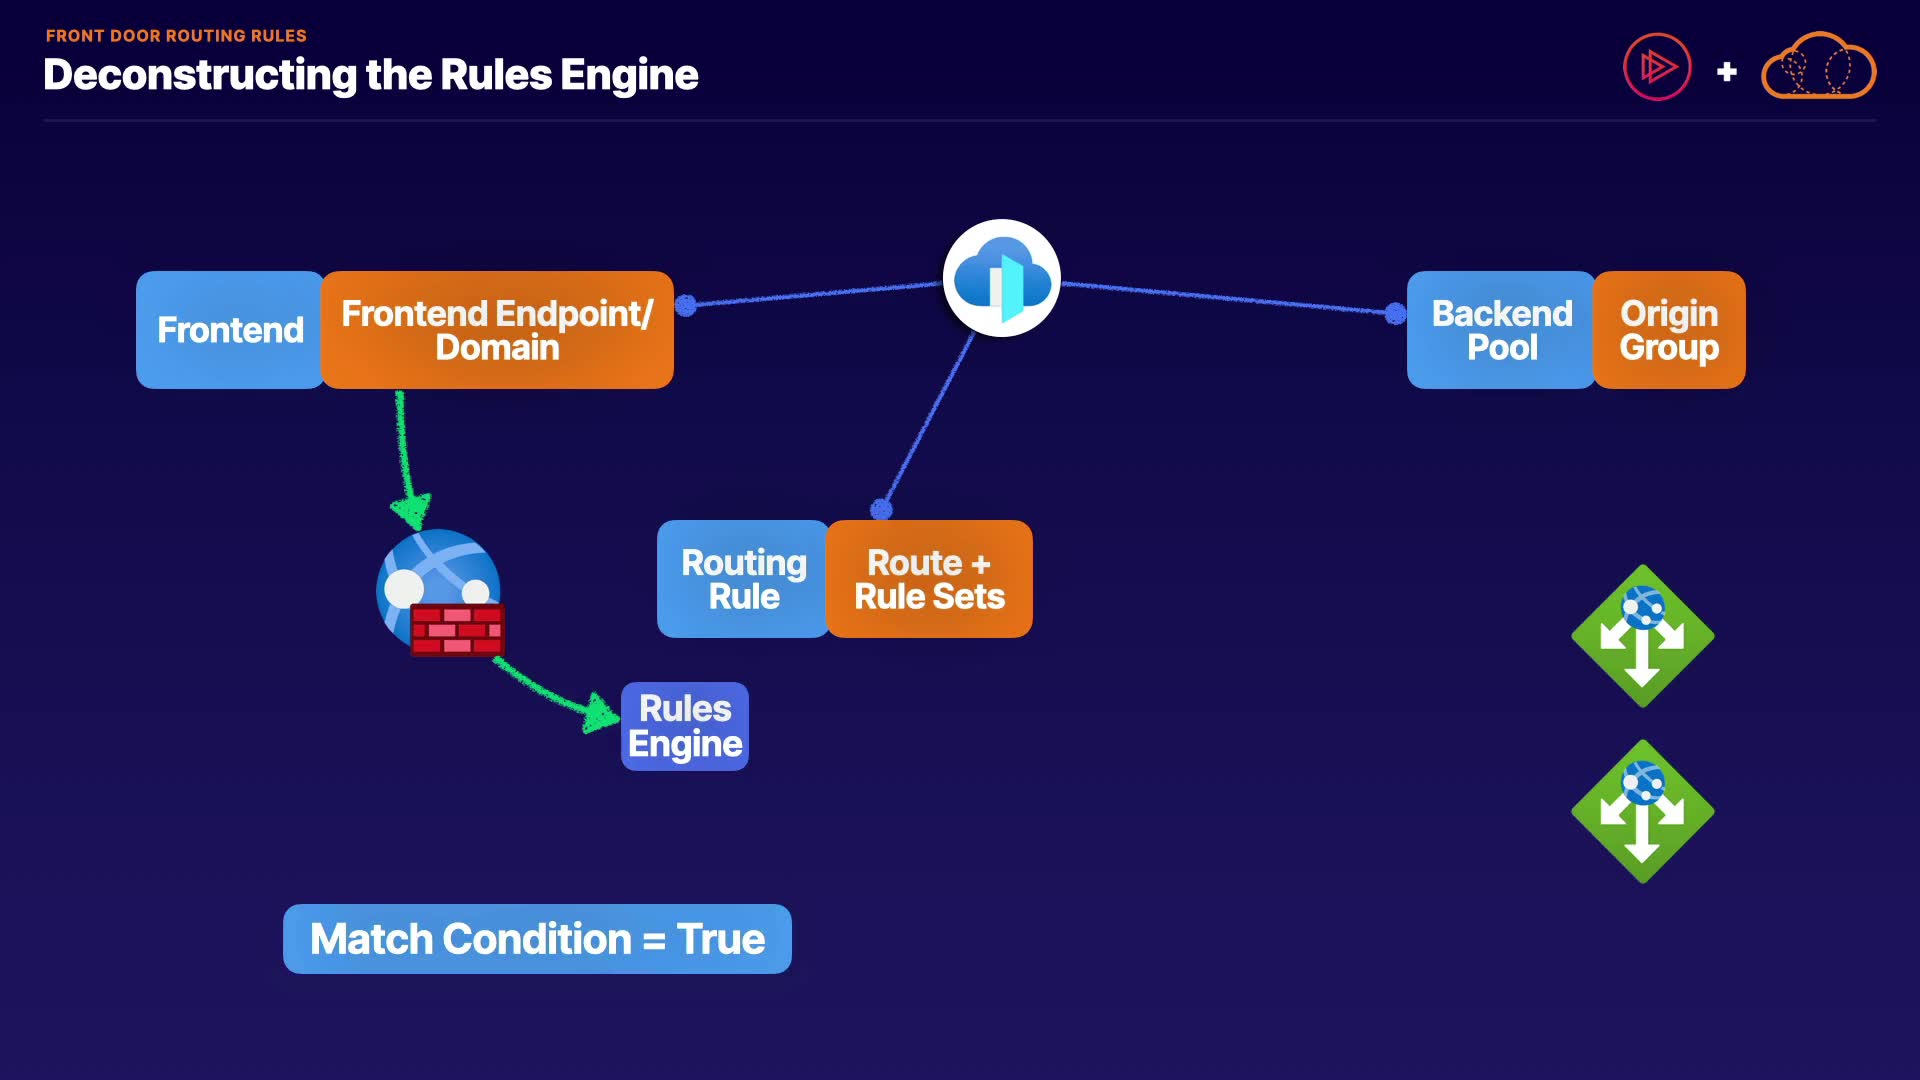 FRONT DOOR ROUTING RULES
Deconstructing the Rules Engine
Frontend
Frontend Endpoint/
Domain
Backend
Pool
Origin
Group
Routing
Rule
Route +
Rule Sets
Rules
Engine
Match Condition = True